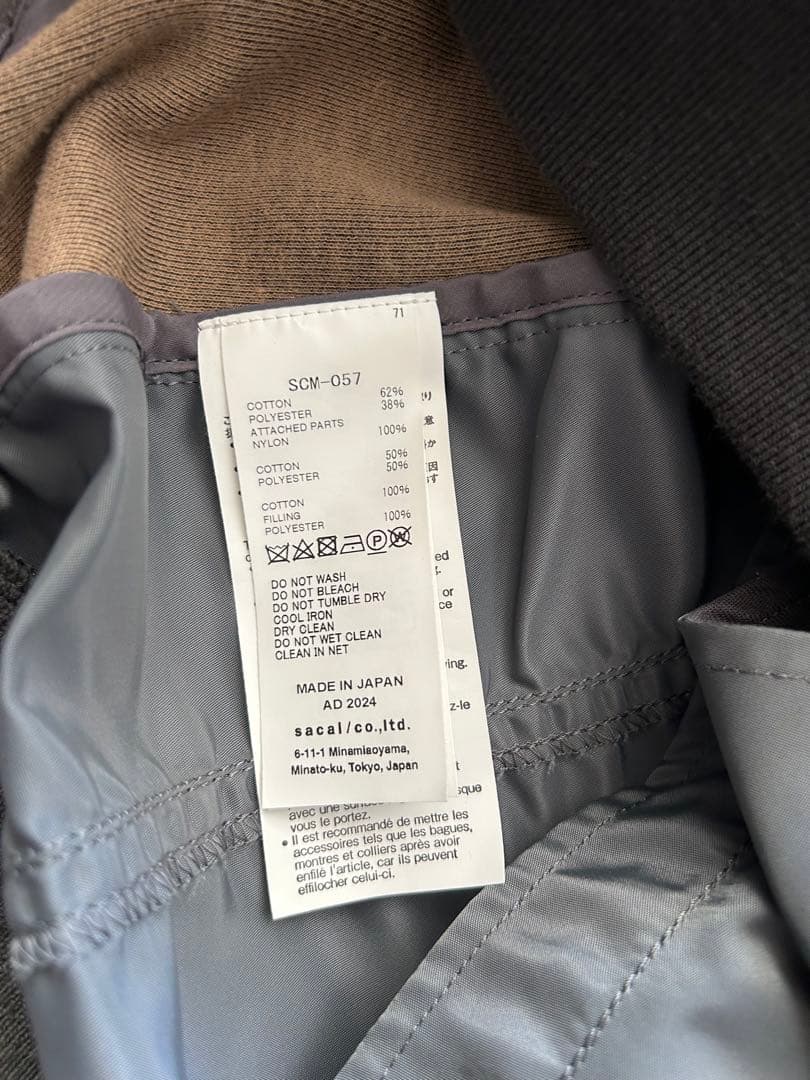 71
SCM-057
COTTON 62%
POLYESTER 38%
ATTACHED PARTS
NYLON 100%
COTTON 50%
POLYESTER 50%
COTTON 100%
FILLING
POLYESTER 100%
DO NOT WASH
DO NOT BLEACH
DO NOT TUMBLE DRY
COOL IRON
DRY CLEAN
DO NOT WET CLEAN
CLEAN IN NET
MADE IN JAPAN
AD 2024
sacai/co.,ltd.
6-11-1 Minamiaoyama,
Minato-ku, Tokyo, Japan
avec une
vous le portez.
• Il est recommandé de mettre les
accessoires tels que les bagues,
montres et colliers après avoir
enfilé l'article, car ils peuvent
effilocher celui-ci.